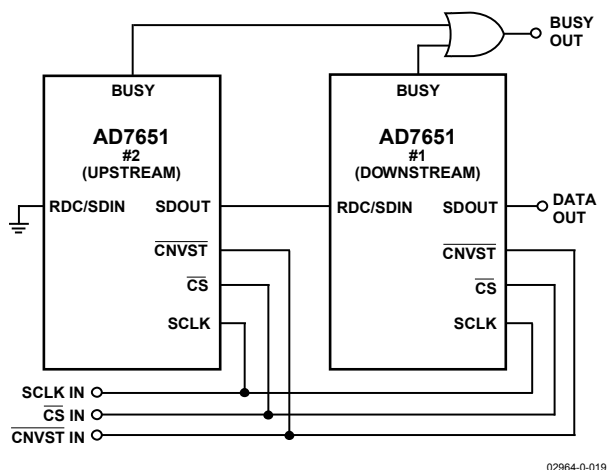 BUSY
OUT
BUSY
BUSY
AD7651
#2
(UPSTREAM)
AD7651
#1
(DOWNSTREAM)
RDC/SDIN
SDOUT
RDC/SDIN
SDOUT
DATA
OUT
CNVST
CNVST
CS
CS
SCLK
SCLK
SCLK IN
CS IN
CNVST IN
02964-0-019